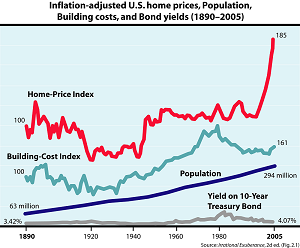 Inflation-adjusted U.S. home prices, Population,
Building costs, and Bond yields (1890–2005)
185
Home-Price Index
100
161
Building-Cost Index
100
Population
294 million
63 million
Yield on 10-Year
Treasury Bond
3.42%
4.07%
1890 1920 1940 1960 1980 2005
Source: Irrational Exuberance, 2d ed. (fig. 2.1)